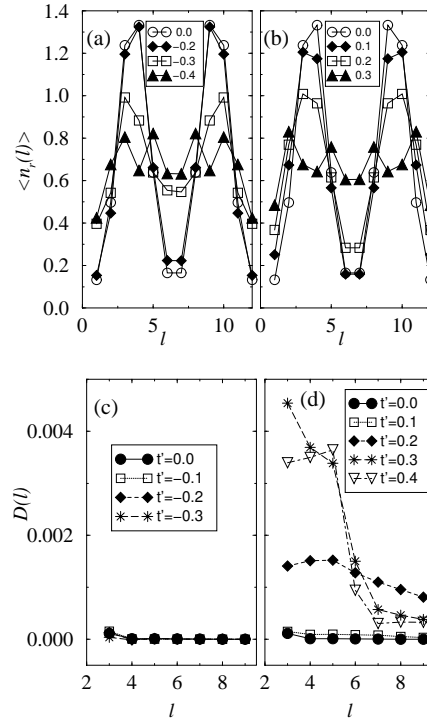 1.4
1.2
1.0
0.8
0.6
0.4
0.2
0.0
<n_r(l)>
(a)
0.0
−0.2
−0.3
−0.4
1 5 10
l
(b)
0.0
0.1
0.2
0.3
1 5 10
l
0.004
0.002
0.000
D(l)
(c)
t'=0.0
t'=−0.1
t'=−0.2
t'=−0.3
2 4 6 8
l
(d)
t'=0.0
t'=0.1
t'=0.2
t'=0.3
t'=0.4
2 4 6 8
l